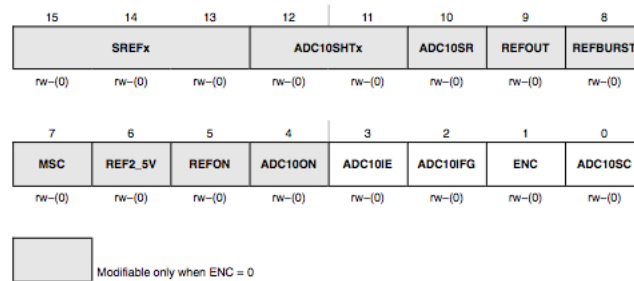 15 14 13 12 11 10 9 8
SREFx ADC10SHTx ADC10SR REFOUT REFBURST
rw−(0) rw−(0) rw−(0) rw−(0) rw−(0) rw−(0) rw−(0) rw−(0)
7 6 5 4 3 2 1 0
MSC REF2_5V REFON ADC10ON ADC10IE ADC10IFG ENC ADC10SC
rw−(0) rw−(0) rw−(0) rw−(0) rw−(0) rw−(0) rw−(0) rw−(0)
Modifiable only when ENC = 0